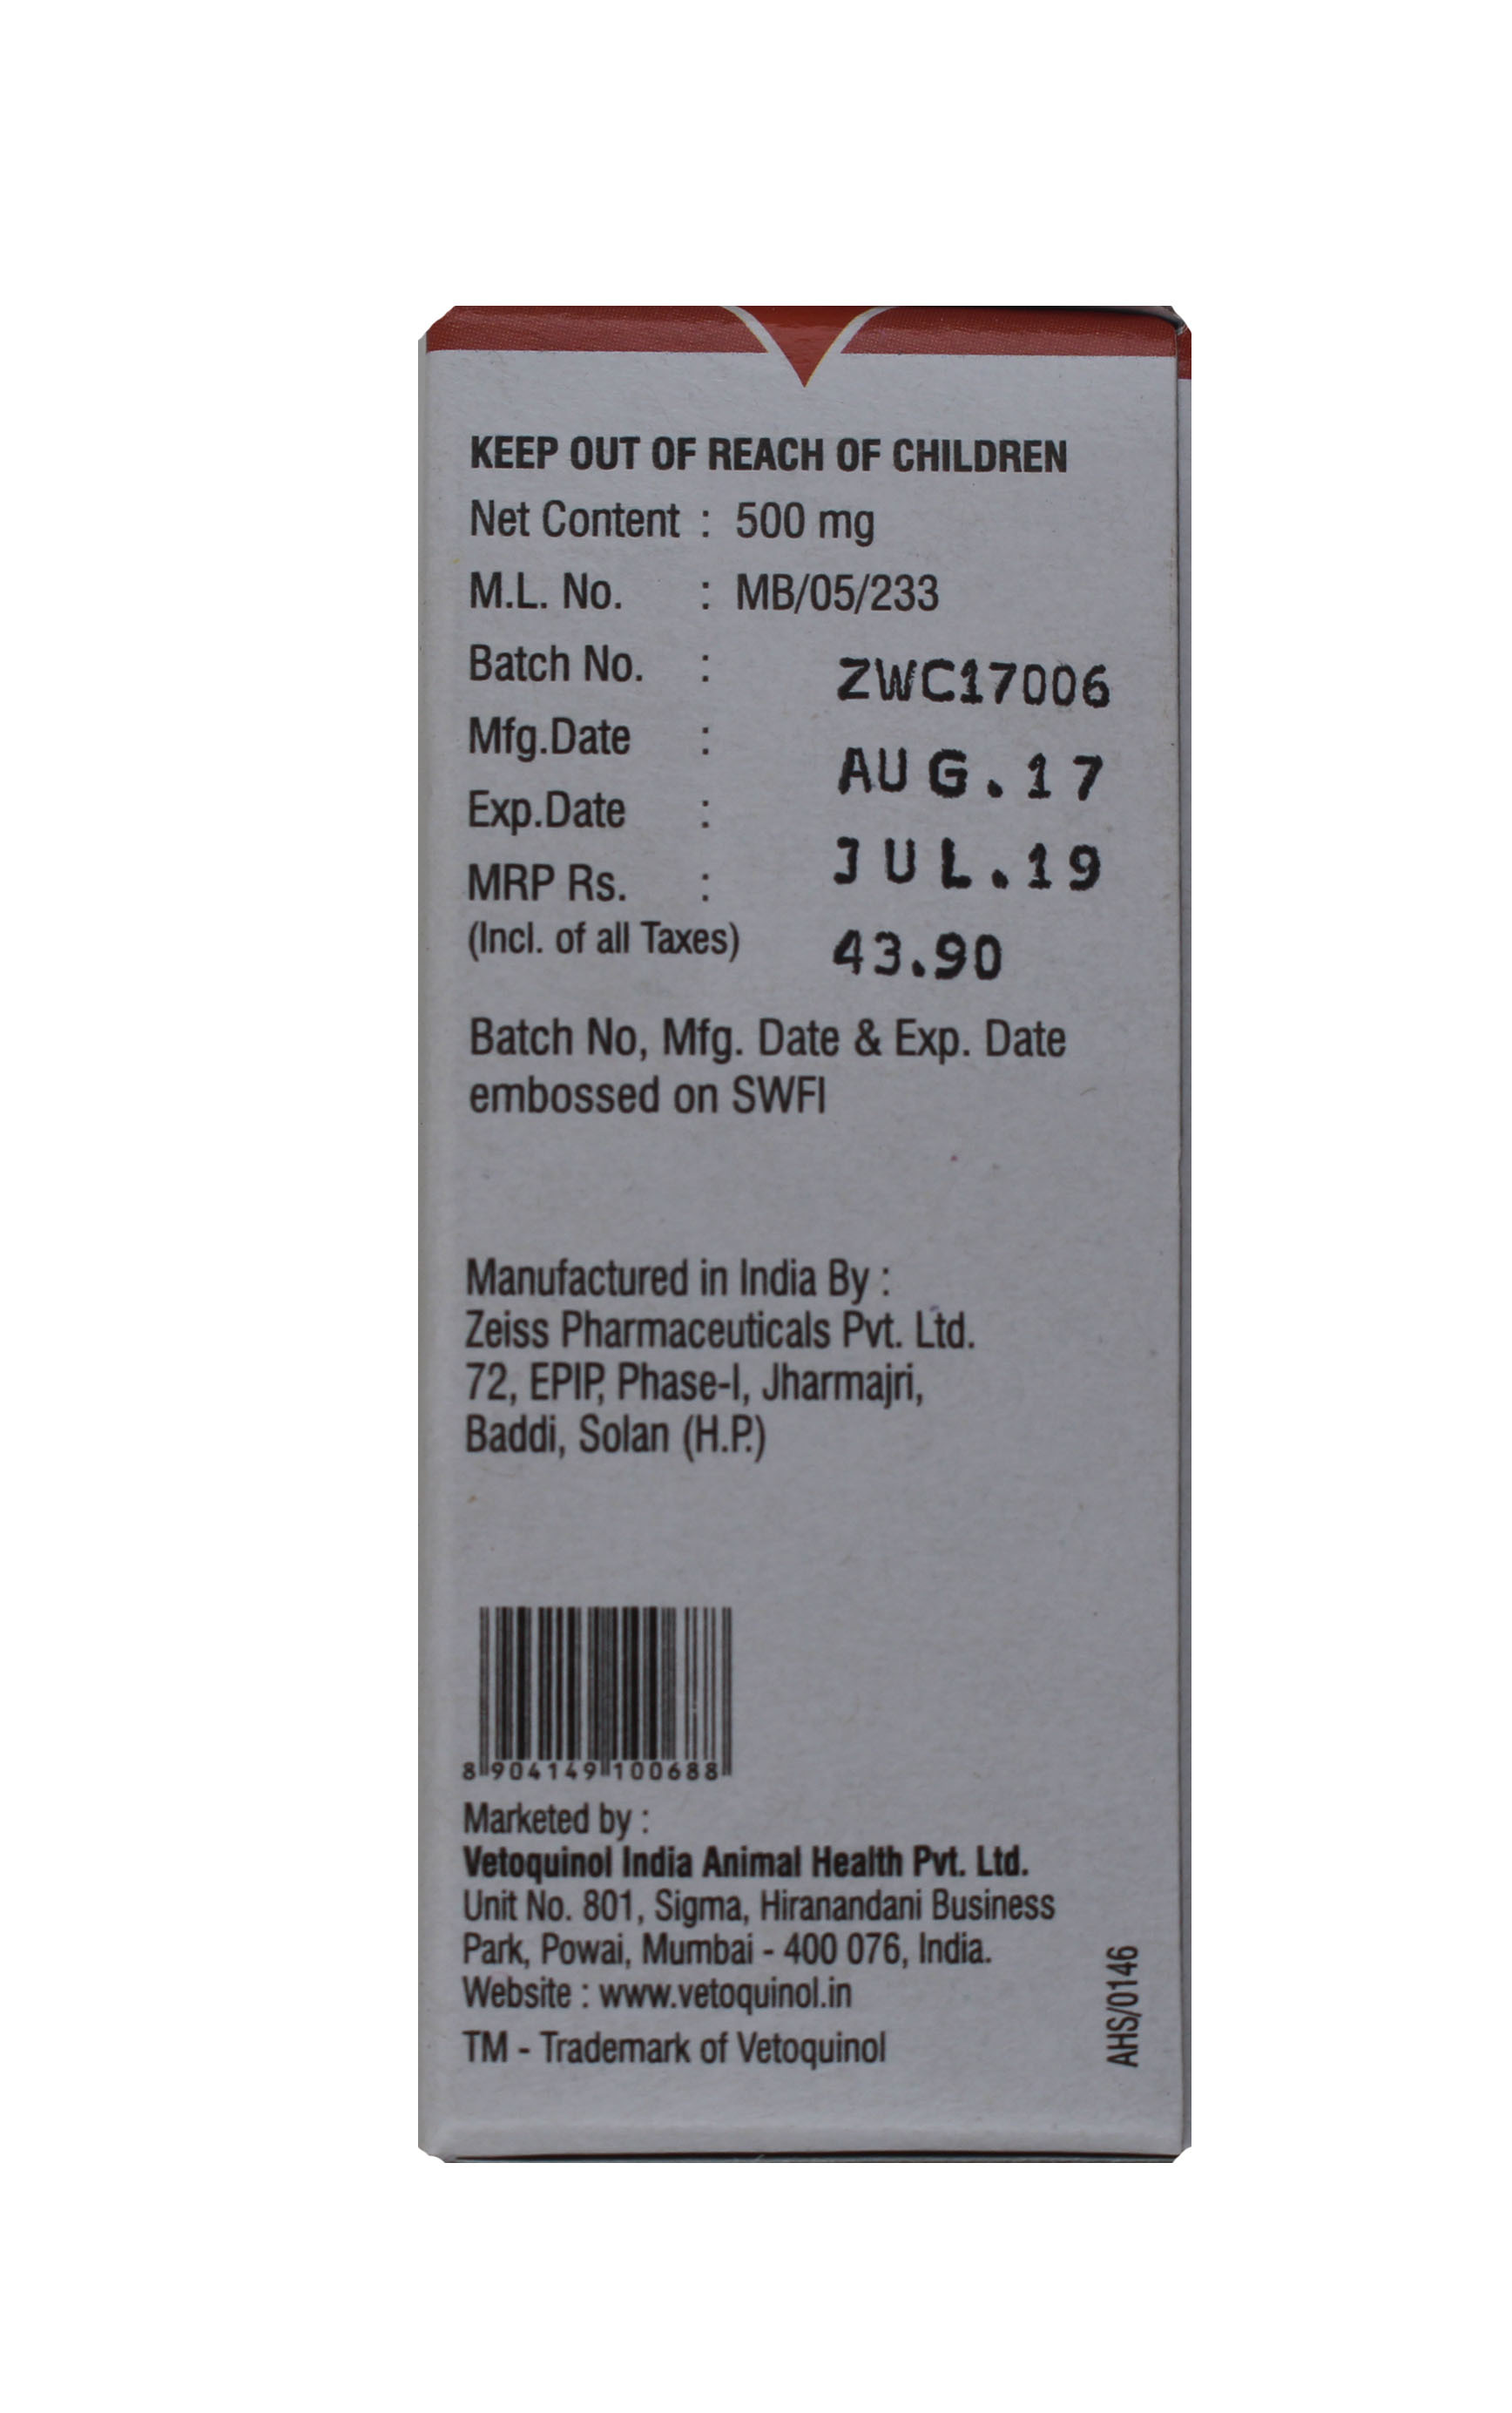 KEEP OUT OF REACH OF CHILDREN
Net Content : 500 mg
M.L. No. : MB/05/233
Batch No. : ZWC17006
Mfg.Date : AUG.17
Exp.Date : JUL.19
MRP Rs. : 43.90
(Incl. of all Taxes)
Batch No, Mfg. Date & Exp. Date
embossed on SWFI
Manufactured in India By :
Zeiss Pharmaceuticals Pvt. Ltd.
72, EPIP, Phase-I, Jharmajri,
Baddi, Solan (H.P.)
8 904149 100688
Marketed by :
Vetoquinol India Animal Health Pvt. Ltd.
Unit No. 801, Sigma, Hiranandani Business
Park, Powai, Mumbai - 400 076, India.
Website : www.vetoquinol.in
TM - Trademark of Vetoquinol
AHS/0146